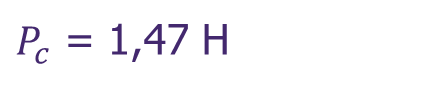 P_c = 1,47 H